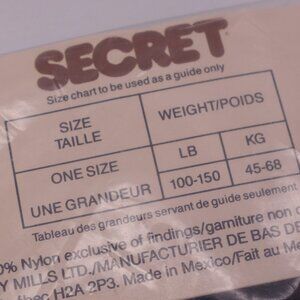 SECRET
Size chart to be used as a guide only
SIZE
TAILLE
WEIGHT/POIDS
LB
KG
ONE SIZE
UNE GRANDEUR
100-150
45-68
Tableau des grandeurs servant de guide seulement
0% Nylon exclusive of findings/garniture non
Y MILLS LTD./MANUFACTURIER DE BAS DE
bec H2A 2P3. Made in Mexico/Fait au